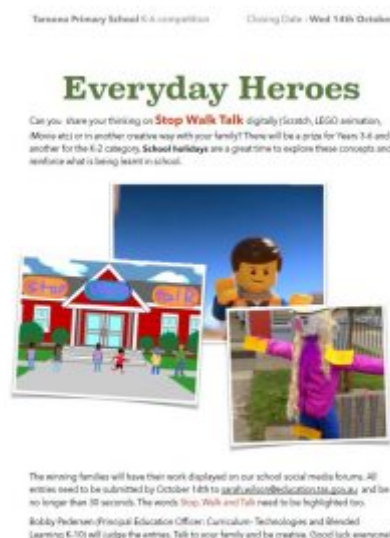 Taroona Primary School K-6 competition Closing Date : Wed 14th October
Everyday Heroes
Can you share your thinking on Stop Walk Talk digitally (Scratch, LEGO animation,
iMovie etc) or in another creative way with your family? There will be a prize for Years 3-6 and
another for the K-2 category. School holidays are a great time to explore these concepts and
reinforce what is being learnt in school.
stop talk
The winning families will have their work displayed on our school social media forums. All
entries need to be submitted by October 14th to sarah.wilson@education.tas.gov.au and be
no longer than 30 seconds. The words Stop, Walk and Talk need to be highlighted too.
Bobby Pedersen (Principal Education Officer: Curriculum- Technologies and Blended
Learning K-10) will judge the entries. Talk to your family and be creative. Good luck everyone